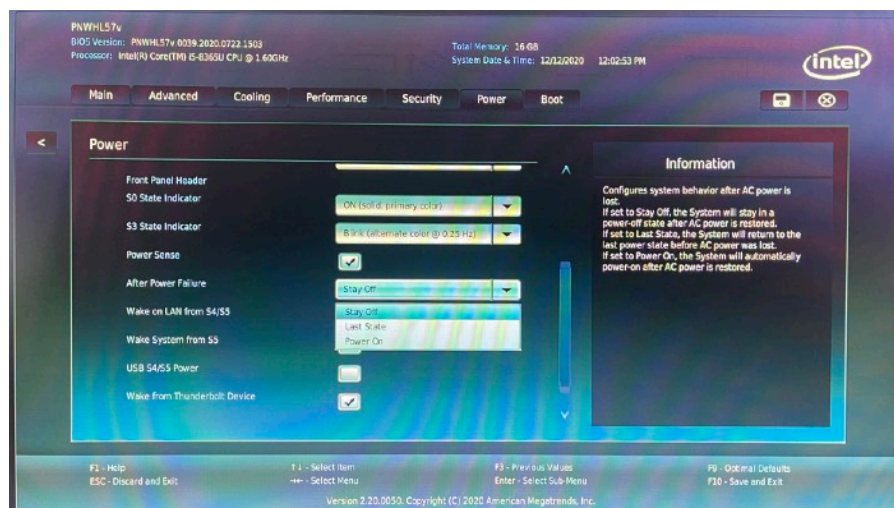 PNWHL57v
BIOS Version: PNWHL57v.0039.2020.0722.1503
Processor: Intel(R) Core(TM) i5-8365U CPU @ 1.60GHz
Total Memory: 16 GB
System Date & Time: 12/12/2020 12:02:53 PM
intel
Main Advanced Cooling Performance Security Power Boot
<
Power
Front Panel Header
S0 State Indicator ON (solid, primary color)
S3 State Indicator Blink (alternate color @ 0.25 Hz)
Power Sense
After Power Failure Stay Off
Wake on LAN from S4/S5 Stay Off
Last State
Wake System from S5 Power On
USB S4/S5 Power
Wake from Thunderbolt Device
Information
Configures system behavior after AC power is
lost.
If set to Stay Off, the System will stay in a
power-off state after AC power is restored.
If set to Last State, the System will return to the
last power state before AC power was lost.
If set to Power On, the System will automatically
power-on after AC power is restored.
F1 - Help ↑↓ - Select Item F3 - Previous Values F9 - Optimal Defaults
ESC - Discard and Exit →← - Select Menu Enter - Select Sub-Menu F10 - Save and Exit
Version 2.20.0050. Copyright (C) 2020 American Megatrends, Inc.